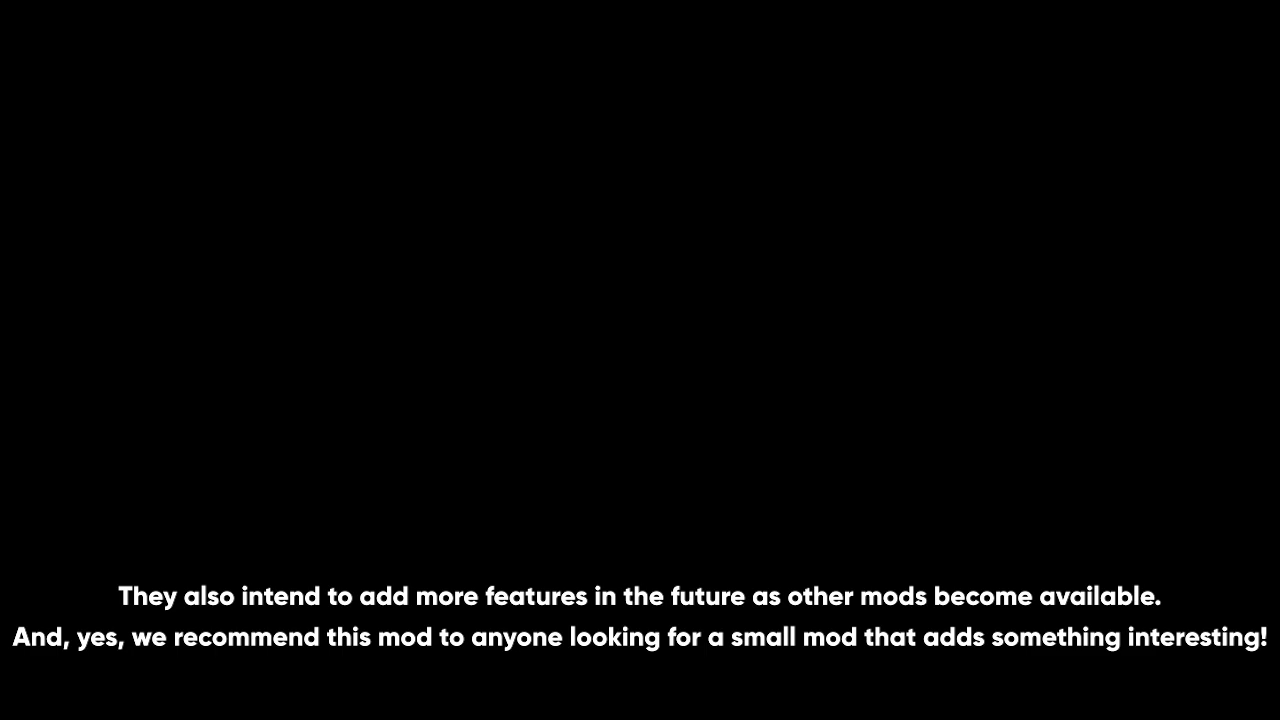 They also intend to add more features in the future as other mods become available.
And, yes, we recommend this mod to anyone looking for a small mod that adds something interesting!